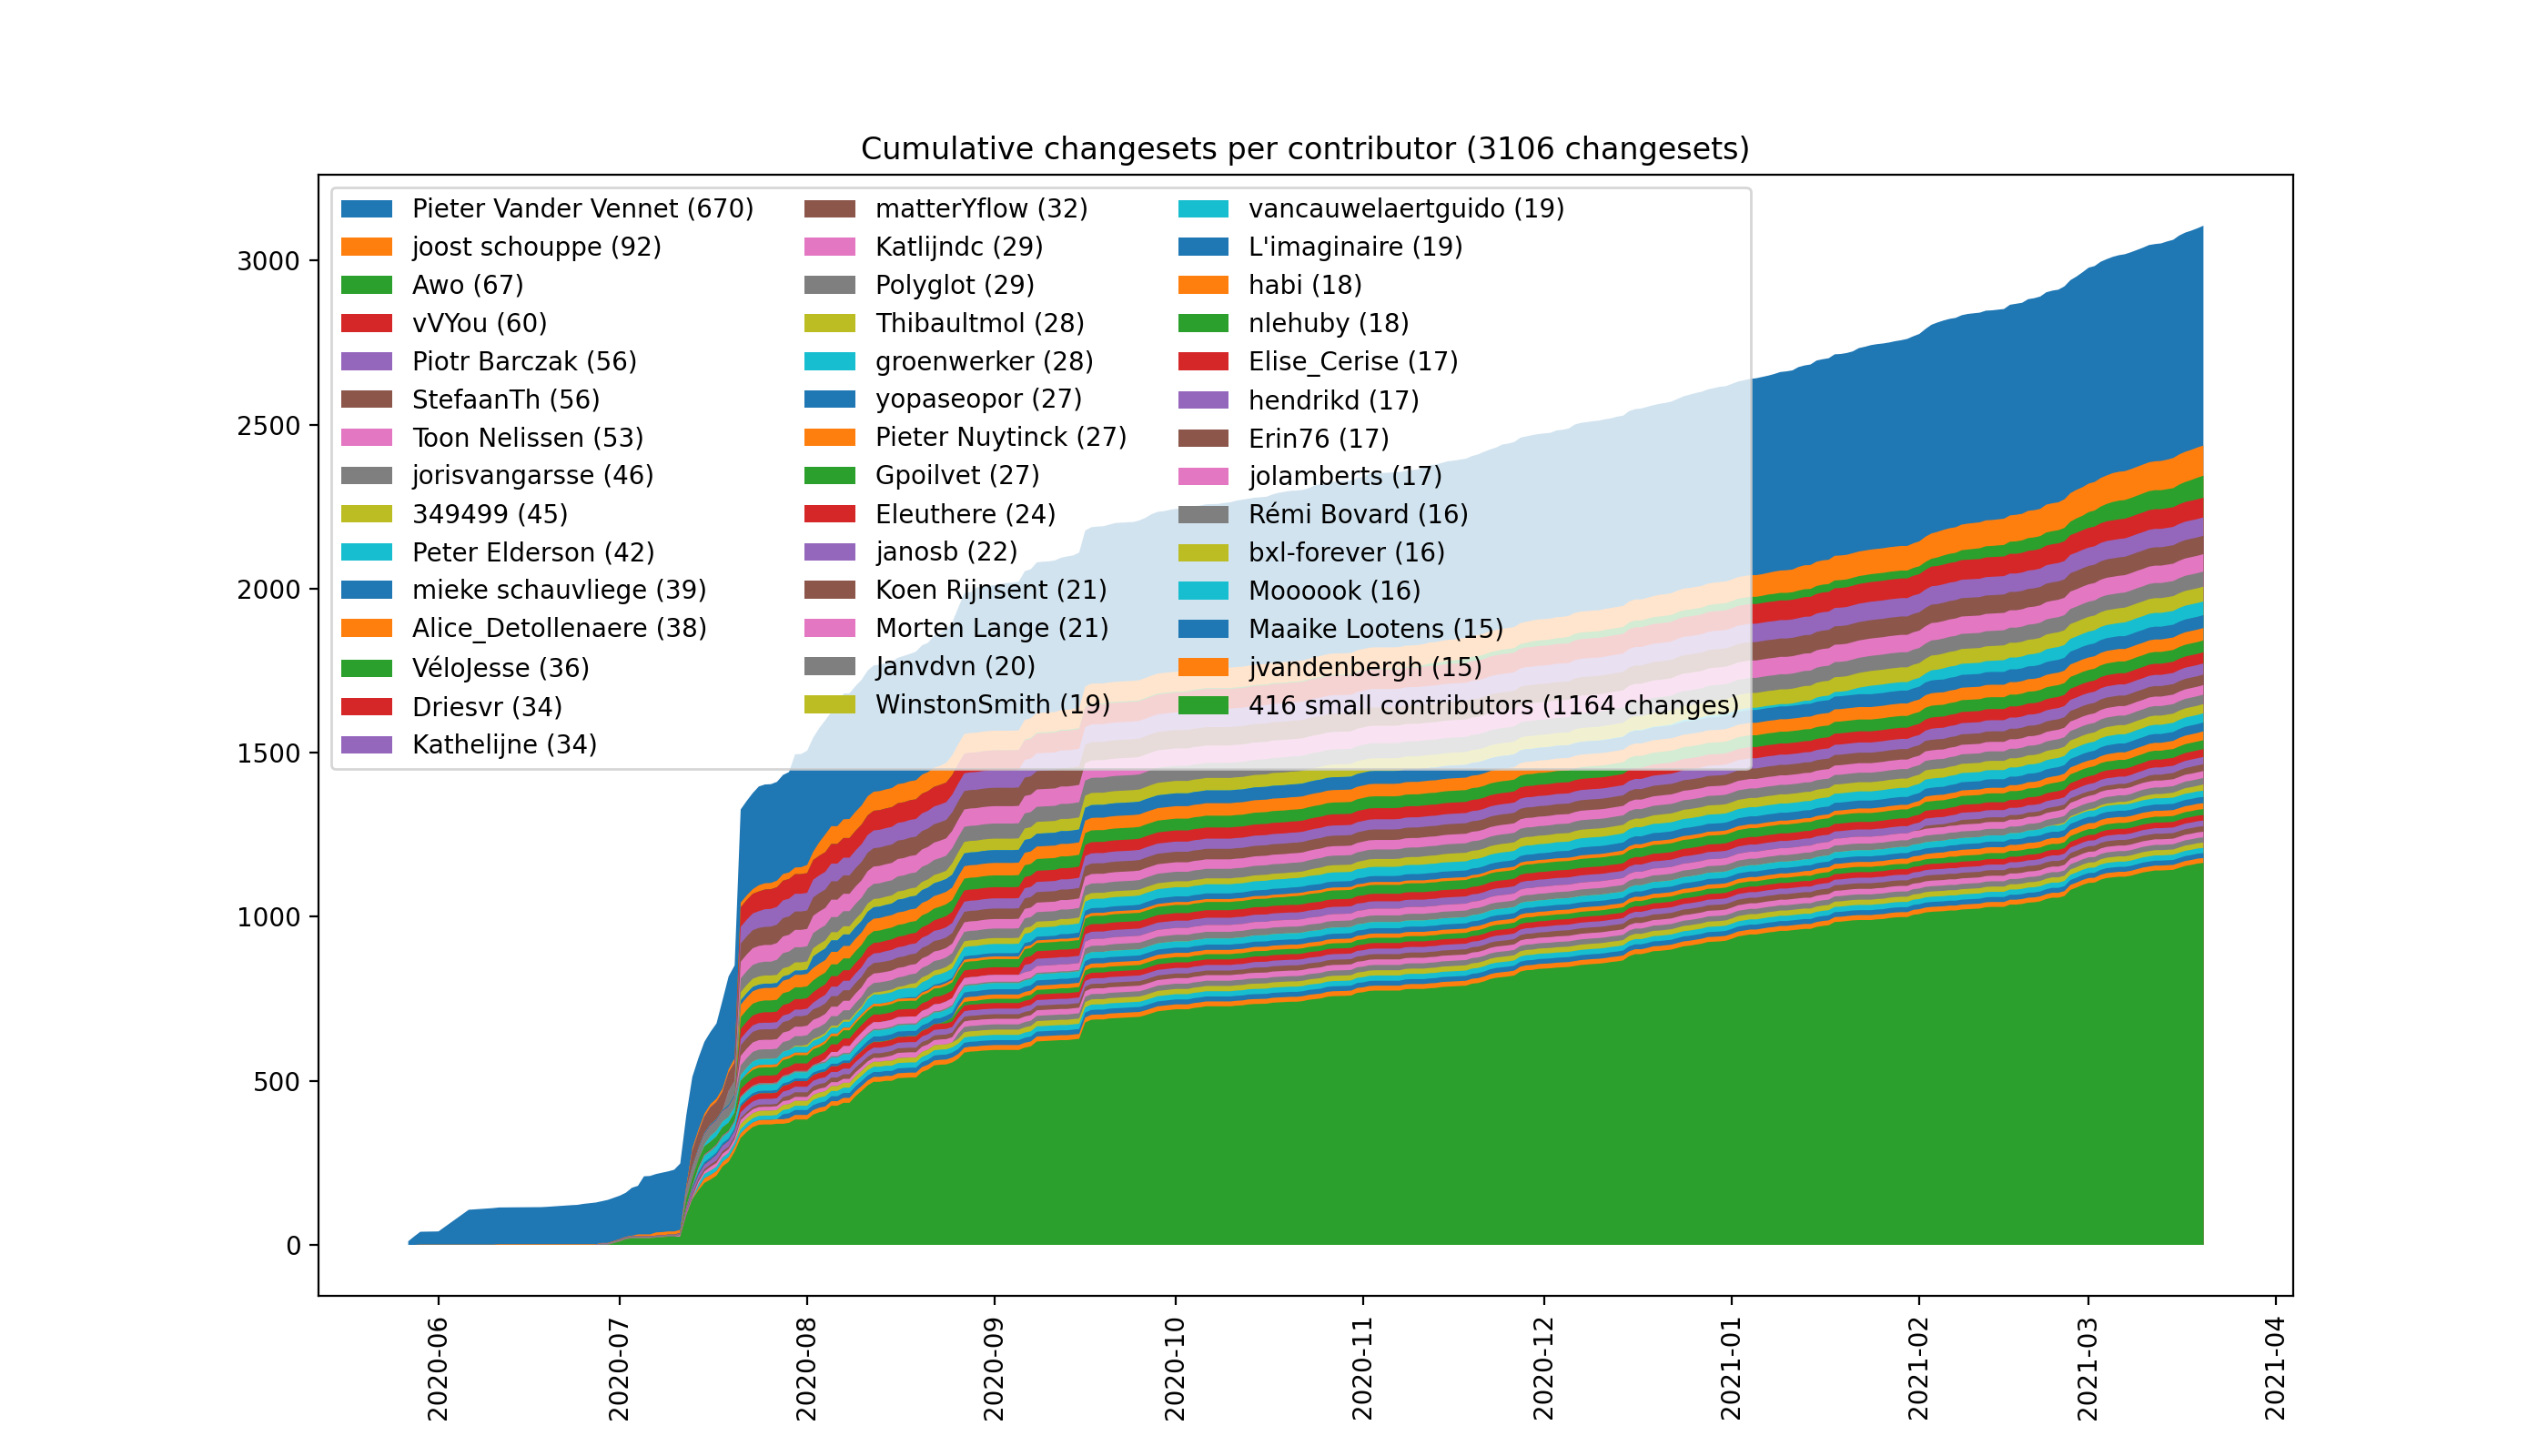 Cumulative changesets per contributor (3106 changesets)
Pieter Vander Vennet (670)
joost schouppe (92)
Awo (67)
vVYou (60)
Piotr Barczak (56)
StefaanTh (56)
Toon Nelissen (53)
jorisvangarsse (46)
349499 (45)
Peter Elderson (42)
mieke schauvliege (39)
Alice_Detollenaere (38)
VéloJesse (36)
Driesvr (34)
Kathelijne (34)
matterYflow (32)
Katlijndc (29)
Polyglot (29)
Thibaultmol (28)
groenwerker (28)
yopaseopor (27)
Pieter Nuytinck (27)
Gpoilvet (27)
Eleuthere (24)
janosb (22)
Koen Rijnsent (21)
Morten Lange (21)
Janvdvn (20)
WinstonSmith (19)
vancauwelaertguido (19)
L'imaginaire (19)
habi (18)
nlehuby (18)
Elise_Cerise (17)
hendrikd (17)
Erin76 (17)
jolamberts (17)
Rémi Bovard (16)
bxl-forever (16)
Moooook (16)
Maaike Lootens (15)
jvandenbergh (15)
416 small contributors (1164 changes)
3000
2500
2000
1500
1000
500
0
2020-06
2020-07
2020-08
2020-09
2020-10
2020-11
2020-12
2021-01
2021-02
2021-03
2021-04